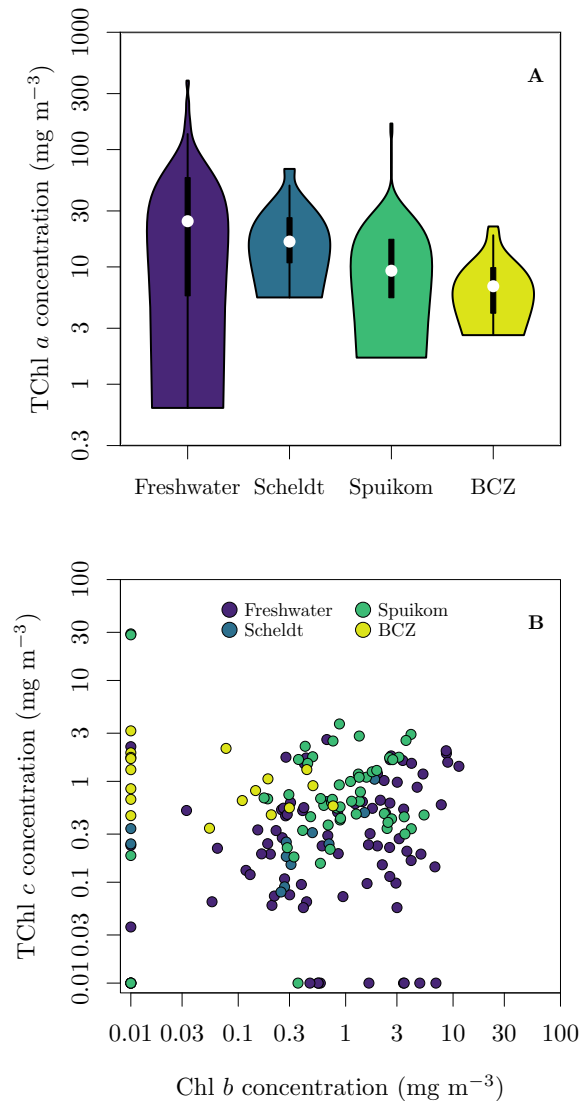 A
TChl a concentration (mg m⁻³)
1000
300
100
30
10
3
1
0.3
Freshwater Scheldt Spuikom BCZ
B
Freshwater Spuikom
Scheldt BCZ
TChl c concentration (mg m⁻³)
100
30
10
3
1
0.3
0.1
0.03
0.01
0.01 0.03 0.1 0.3 1 3 10 30 100
Chl b concentration (mg m⁻³)